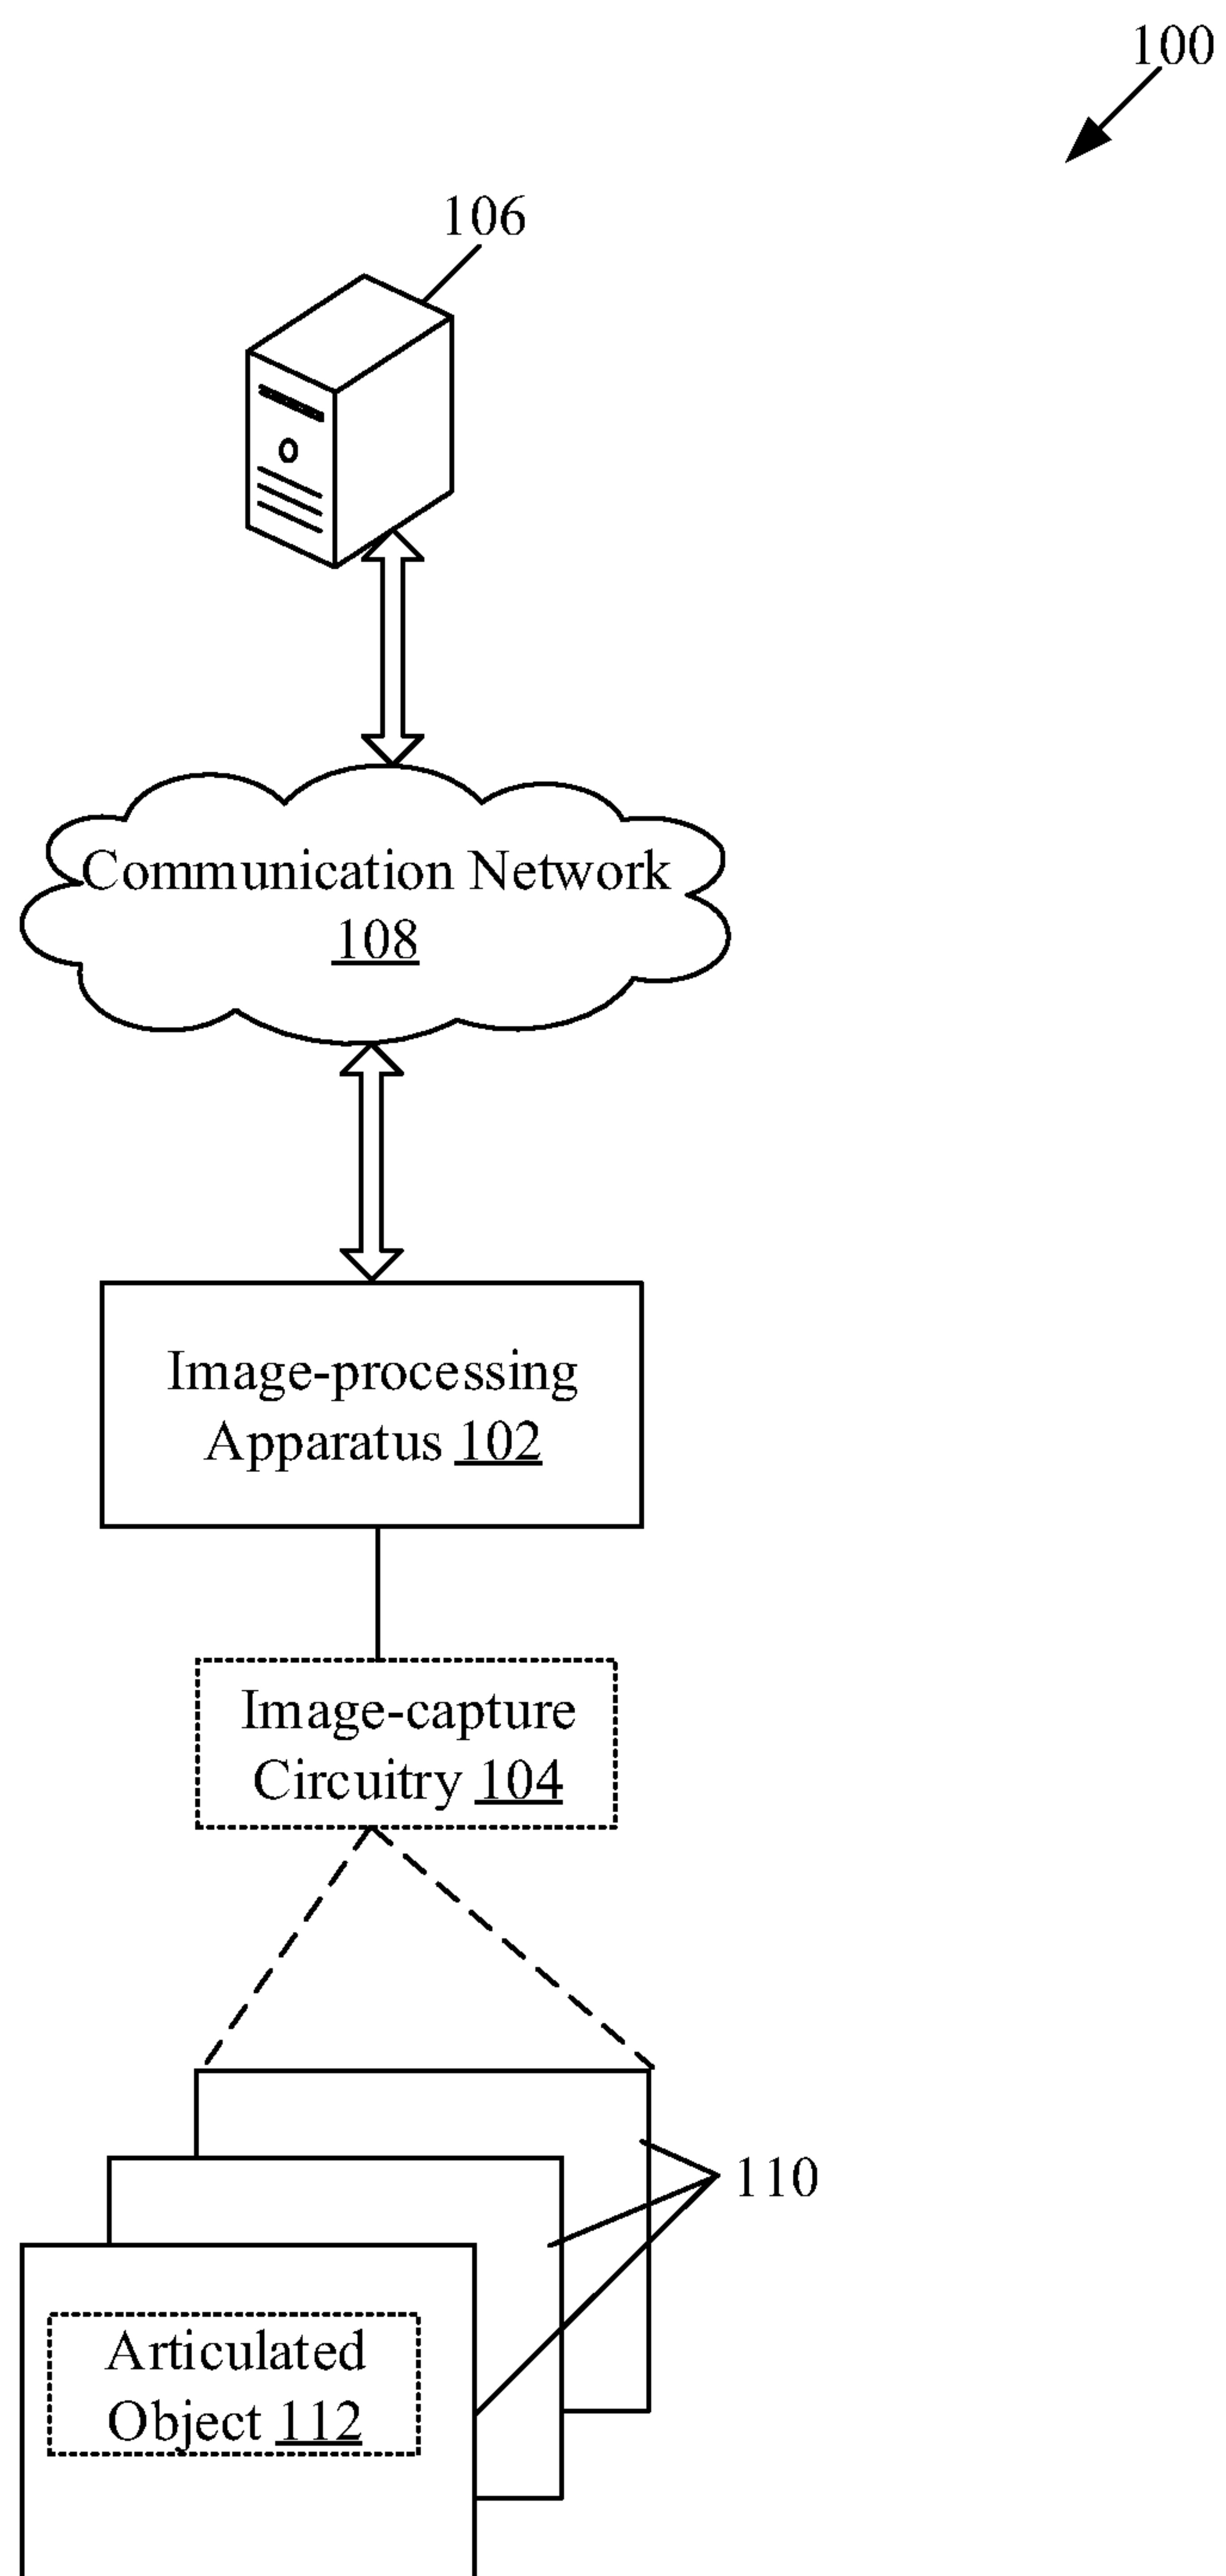 100
106
Communication Network
108
Image-processing
Apparatus 102
Image-capture
Circuitry 104
110
Articulated
Object 112